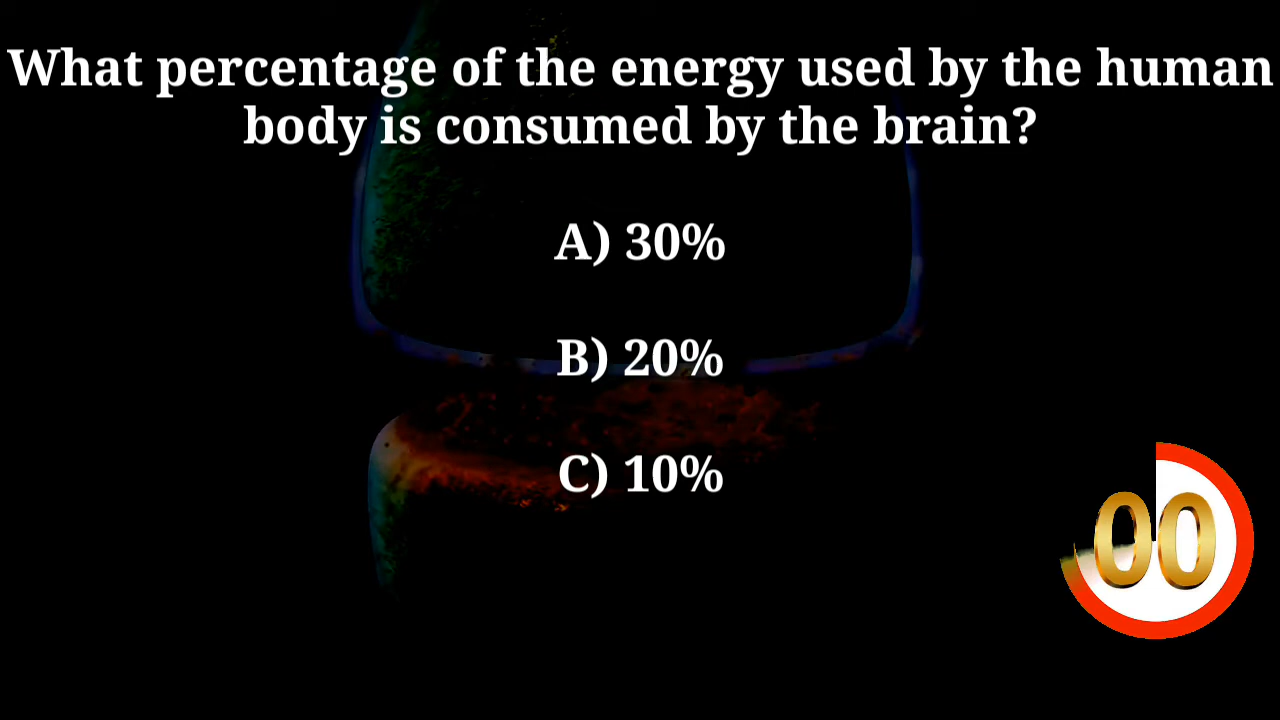 What percentage of the energy used by the human
body is consumed by the brain?
A) 30%
B) 20%
C) 10%
00